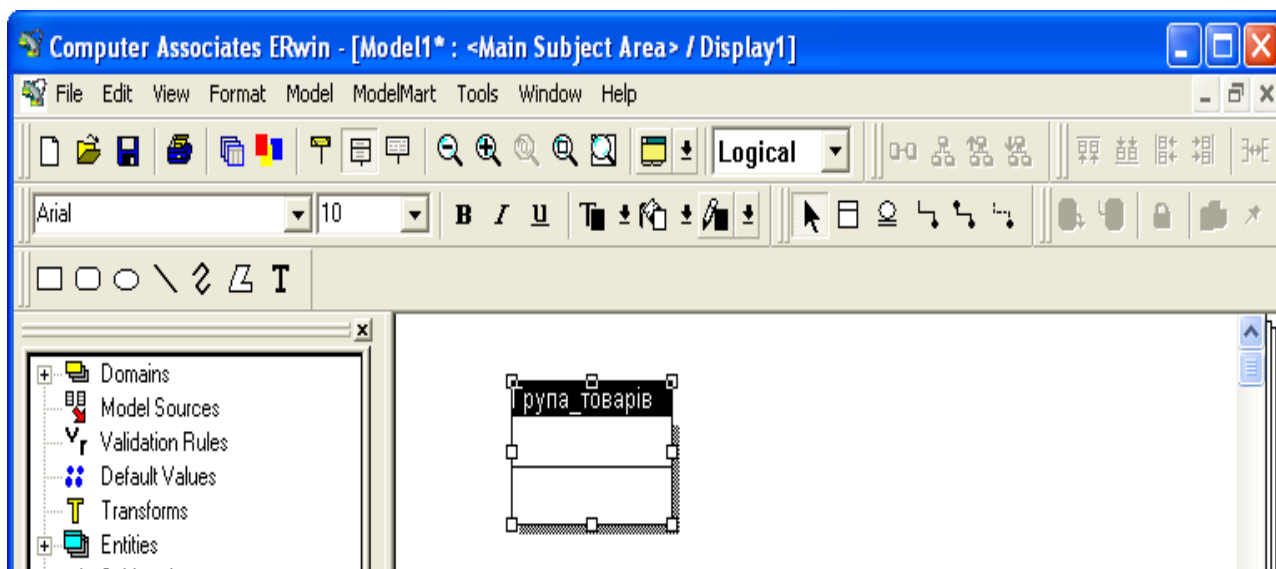 Computer Associates ERwin - [Model1* : <Main Subject Area> / Display1]
File Edit View Format Model ModelMart Tools Window Help
Logical
Arial 10 B I U
T
Domains
Model Sources
Validation Rules
Default Values
Transforms
Entities
Група_товарів